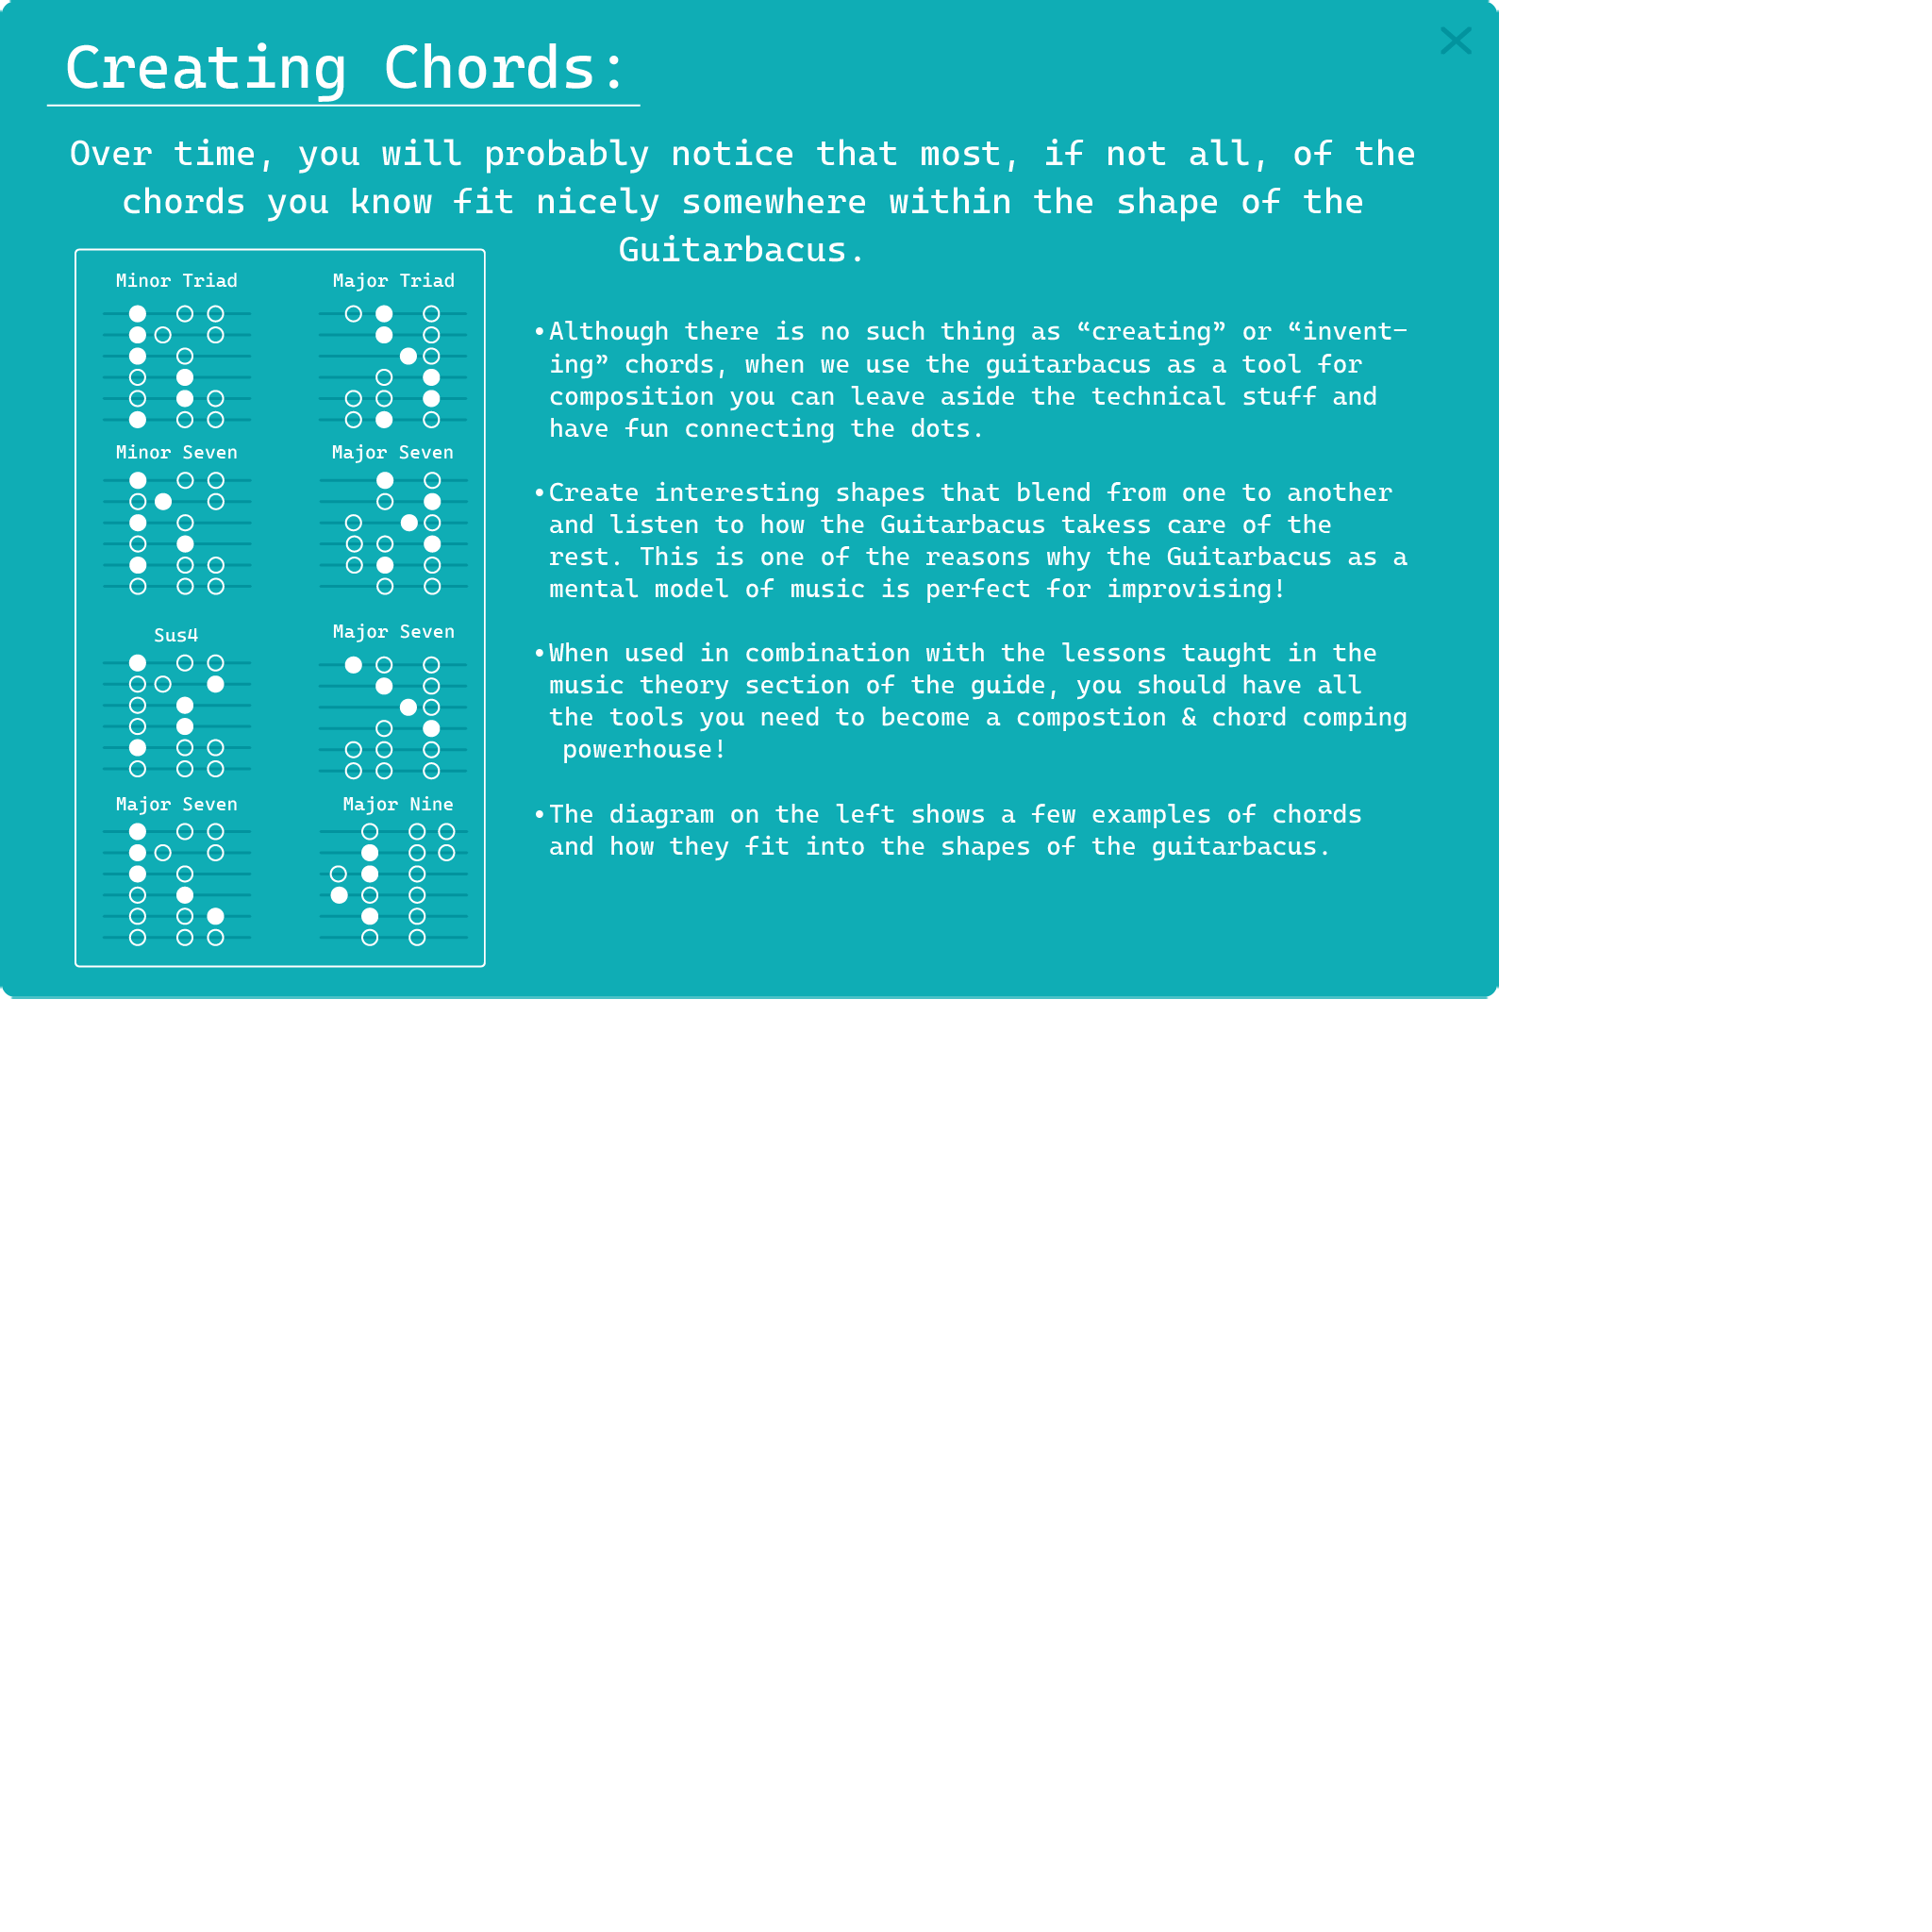 Creating Chords:
Over time, you will probably notice that most, if not all, of the
chords you know fit nicely somewhere within the shape of the
Guitarbacus.
Minor Triad
Major Triad
Minor Seven
Major Seven
Sus4
Major Seven
Major Seven
Major Nine
•Although there is no such thing as “creating” or “invent-
ing” chords, when we use the guitarbacus as a tool for
composition you can leave aside the technical stuff and
have fun connecting the dots.
•Create interesting shapes that blend from one to another
and listen to how the Guitarbacus takess care of the
rest. This is one of the reasons why the Guitarbacus as a
mental model of music is perfect for improvising!
•When used in combination with the lessons taught in the
music theory section of the guide, you should have all
the tools you need to become a compostion & chord comping
powerhouse!
•The diagram on the left shows a few examples of chords
and how they fit into the shapes of the guitarbacus.